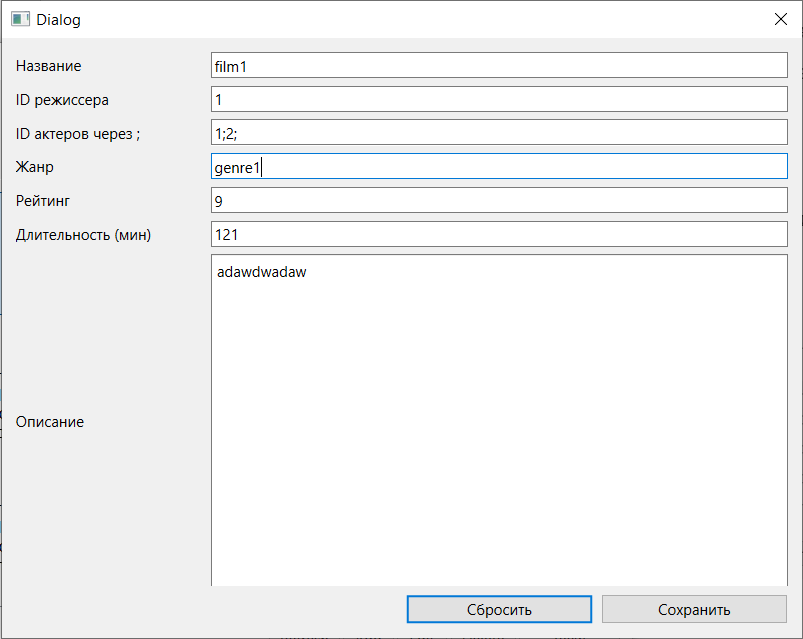 Dialog
Название film1
ID режиссера 1
ID актеров через ; 1;2;
Жанр genre1
Рейтинг 9
Длительность (мин) 121
adawdwadaw
Описание
Сбросить Сохранить